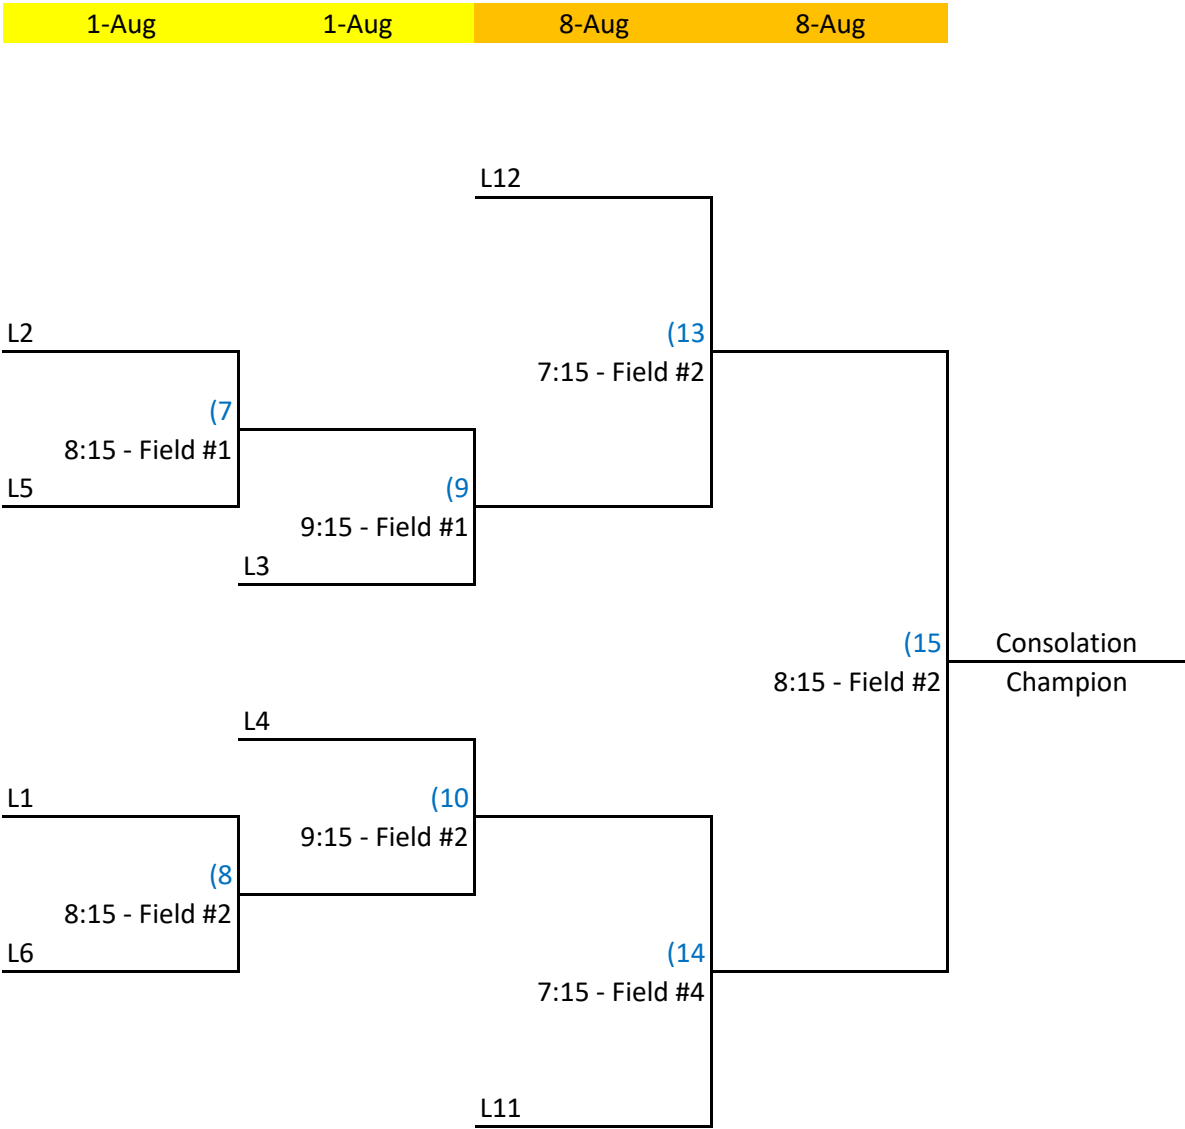 1-Aug 1-Aug 8-Aug 8-Aug
L12
L2
(13
7:15 - Field #2
(7
8:15 - Field #1
L5
(9
9:15 - Field #1
L3
(15
8:15 - Field #2
Consolation
Champion
L4
L1
(10
9:15 - Field #2
(8
8:15 - Field #2
L6
(14
7:15 - Field #4
L11